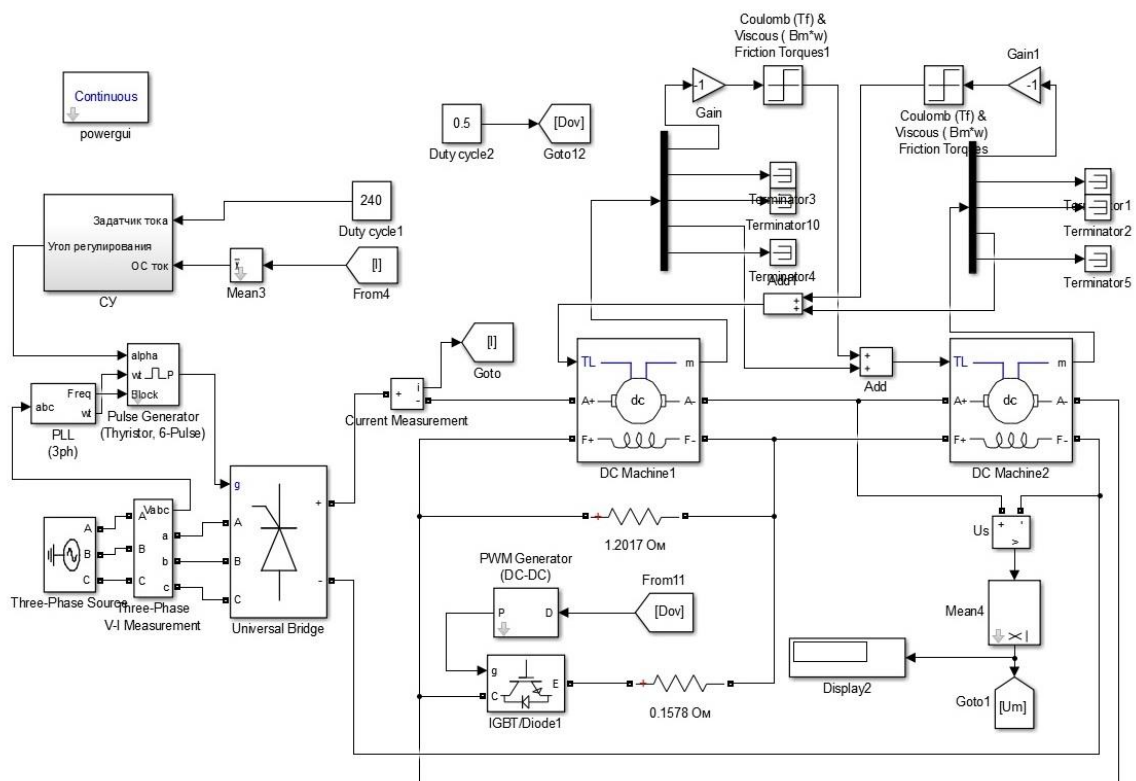 Continuous
powergui
0.5
Duty cycle2
[Dov]
Goto12
-1
Gain
Coulomb (Tf) &
Viscous ( Bm*w)
Friction Torques1
Coulomb (Tf) &
Viscous ( Bm*w)
Friction Torques
-1
Gain1
Terminator3
Terminator10
Terminator4
Add1
+
+
Terminator2
Terminator5
Задатчик тока
Угол регулирования
ОС ток
СУ
240
Duty cycle1
x
Mean3
[I]
From4
[I]
Goto
alpha
wt
Block
P
Pulse Generator
(Thyristor, 6-Pulse)
abc
Freq
wt
PLL
(3ph)
+
i
-
Current Measurement
TL
m
A+
dc
A-
F+
F-
DC Machine1
+
+
Add
TL
m
A+
dc
A-
F+
F-
DC Machine2
A
B
C
Three-Phase Source
Vabc
A
a
B
b
C
c
Three-Phase
V-I Measurement
g
A
B
C
+
-
Universal Bridge
+
1.2017 Ом
PWM Generator
(DC-DC)
P
D
From11
[Dov]
g
C
E
IGBT/Diode1
+
0.1578 Ом
Us
+
-
v
Mean4
Display2
Goto1
[Um]